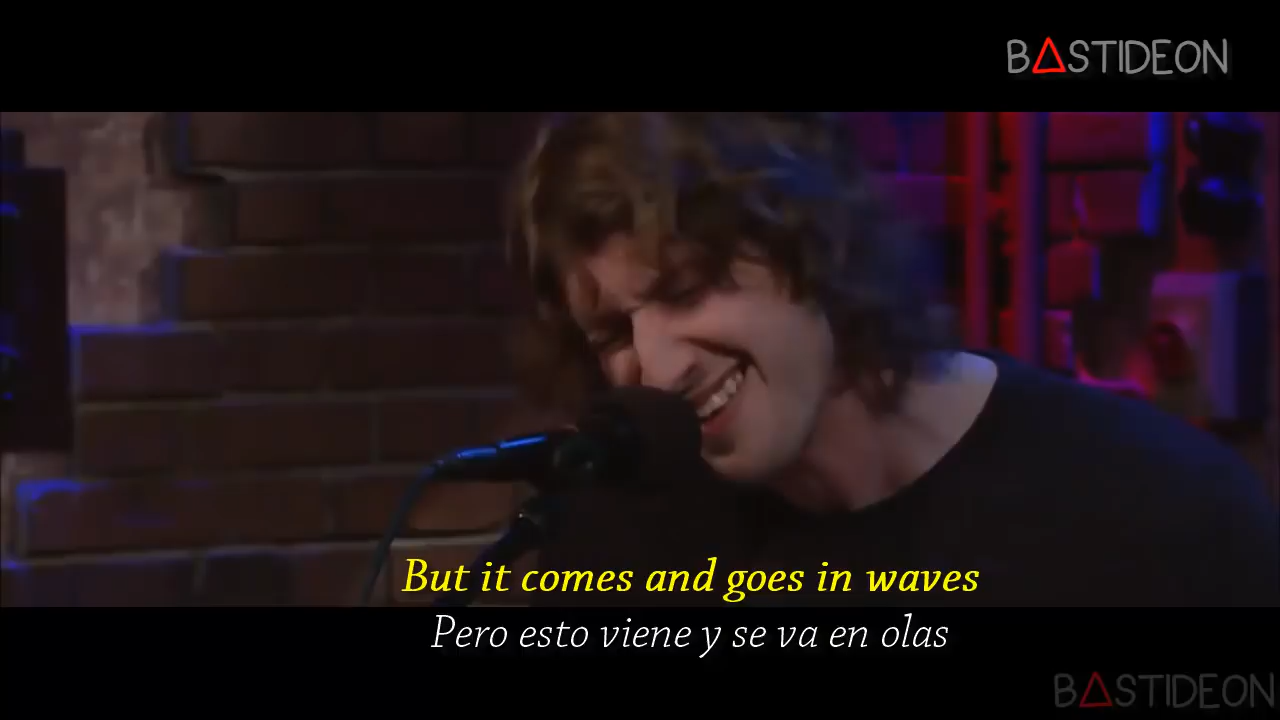 BASTIDEON
But it comes and goes in waves
Pero esto viene y se va en olas
BASTIDEON